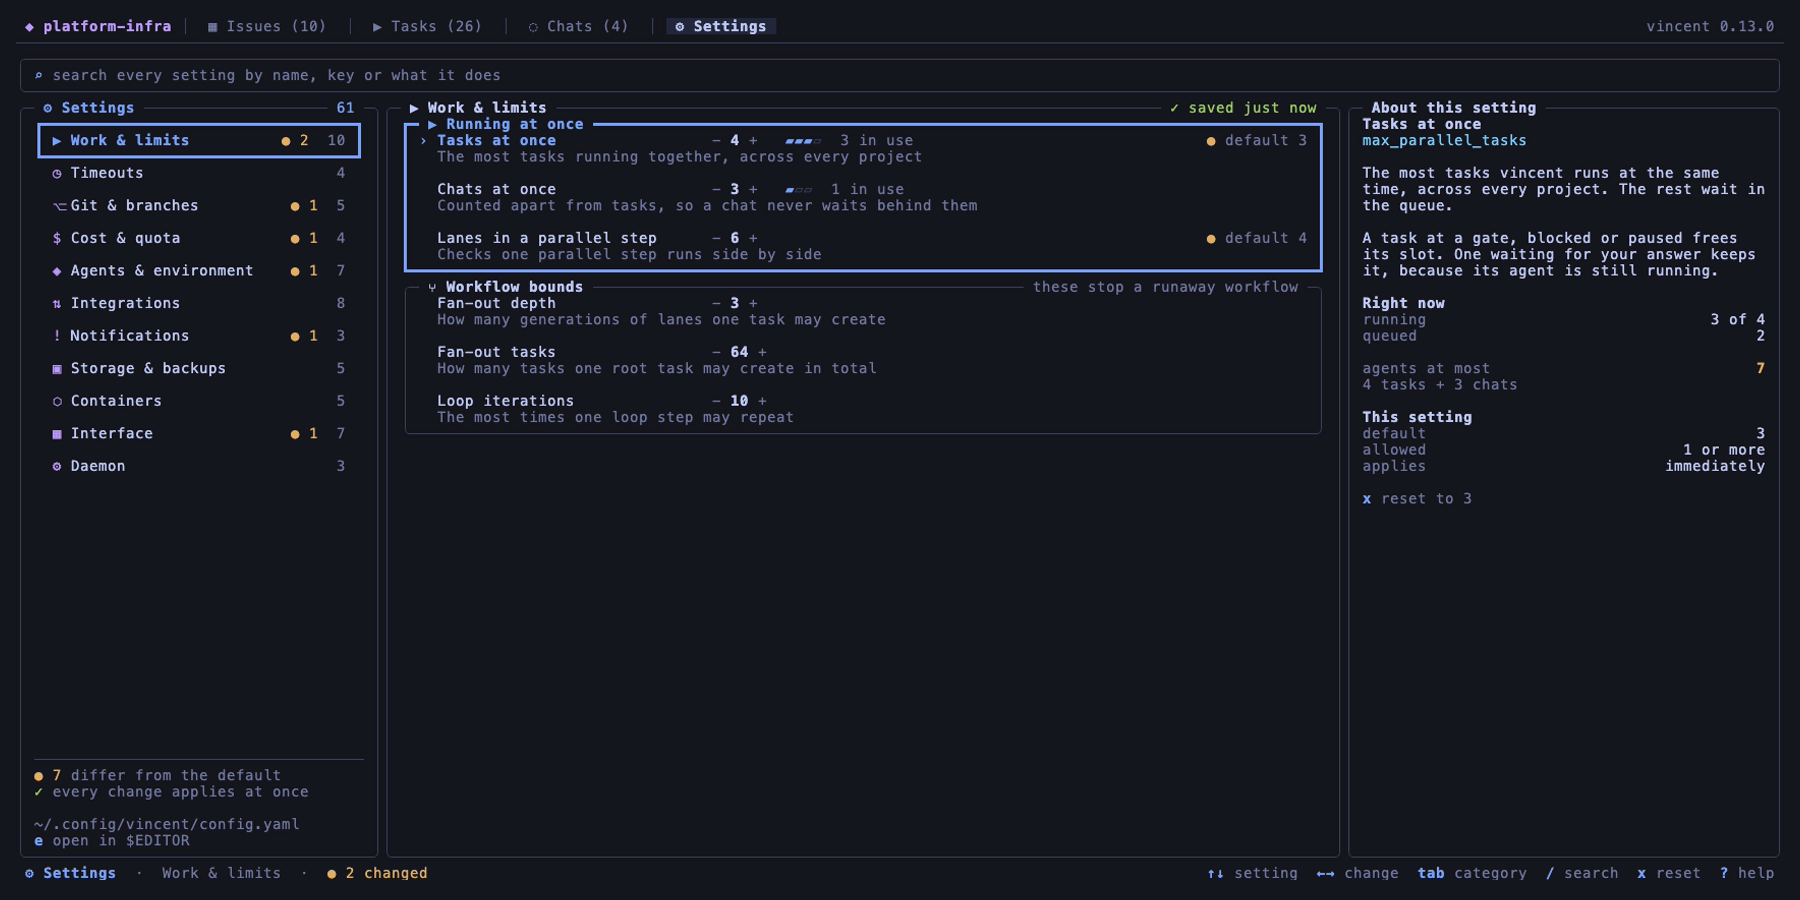 ◆ platform-infra │ ▦ Issues (10) │ ▶ Tasks (26) │ ◌ Chats (4) │ ⚙ Settings vincent 0.13.0
⌕ search every setting by name, key or what it does
⚙ Settings 61
▶ Work & limits ● 2 10
◷ Timeouts 4
⌥Git & branches ● 1 5
$ Cost & quota ● 1 4
◆ Agents & environment ● 1 7
⇅ Integrations 8
! Notifications ● 1 3
▣ Storage & backups 5
⬡ Containers 5
▦ Interface ● 1 7
⚙ Daemon 3
● 7 differ from the default
✓ every change applies at once
~/.config/vincent/config.yaml
e open in $EDITOR
▶ Work & limits ✓ saved just now
▶ Running at once
› Tasks at once − 4 + ▰▰▰▱ 3 in use ● default 3
The most tasks running together, across every project
Chats at once − 3 + ▰▱▱ 1 in use
Counted apart from tasks, so a chat never waits behind them
Lanes in a parallel step − 6 + ● default 4
Checks one parallel step runs side by side
⑂ Workflow bounds these stop a runaway workflow
Fan-out depth − 3 +
How many generations of lanes one task may create
Fan-out tasks − 64 +
How many tasks one root task may create in total
Loop iterations − 10 +
The most times one loop step may repeat
About this setting
Tasks at once
max_parallel_tasks
The most tasks vincent runs at the same
time, across every project. The rest wait in
the queue.
A task at a gate, blocked or paused frees
its slot. One waiting for your answer keeps
it, because its agent is still running.
Right now
running 3 of 4
queued 2
agents at most 7
4 tasks + 3 chats
This setting
default 3
allowed 1 or more
applies immediately
x reset to 3
⚙ Settings · Work & limits · ● 2 changed ↑↓ setting ←→ change tab category / search x reset ? help